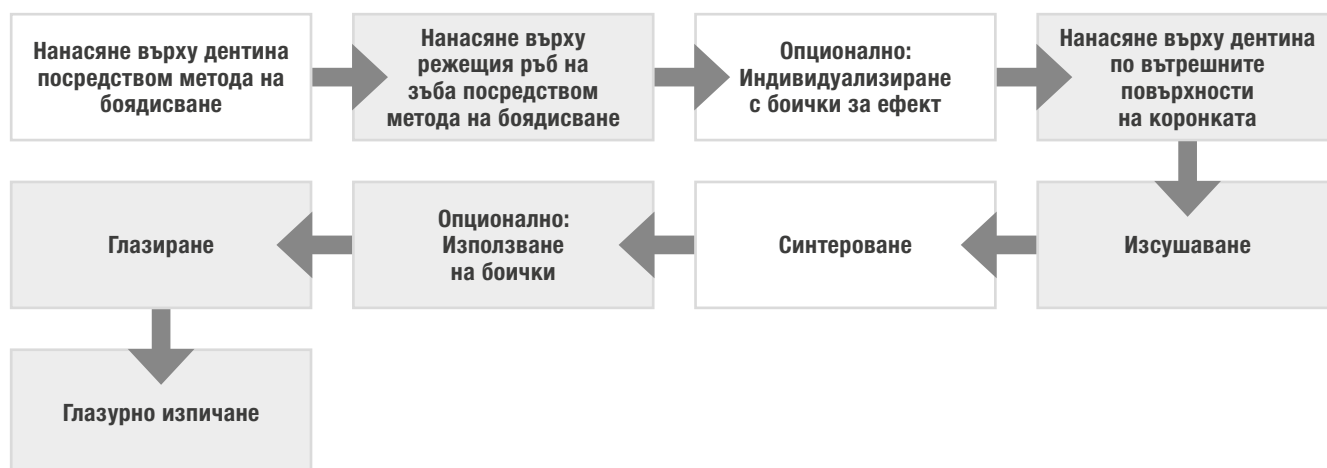 Нанасяне върху дентина
посредством метода на
боядисване
Нанасяне върху
режещия ръб на
зъба посредством
метода на боядисване
Опционално:
Индивидуализиране
с боички за ефект
Нанасяне върху дентина
по вътрешните
повърхности
на коронката
Изсушаване
Синтероване
Опционално:
Използване
на боички
Глазиране
Глазурно изпичане